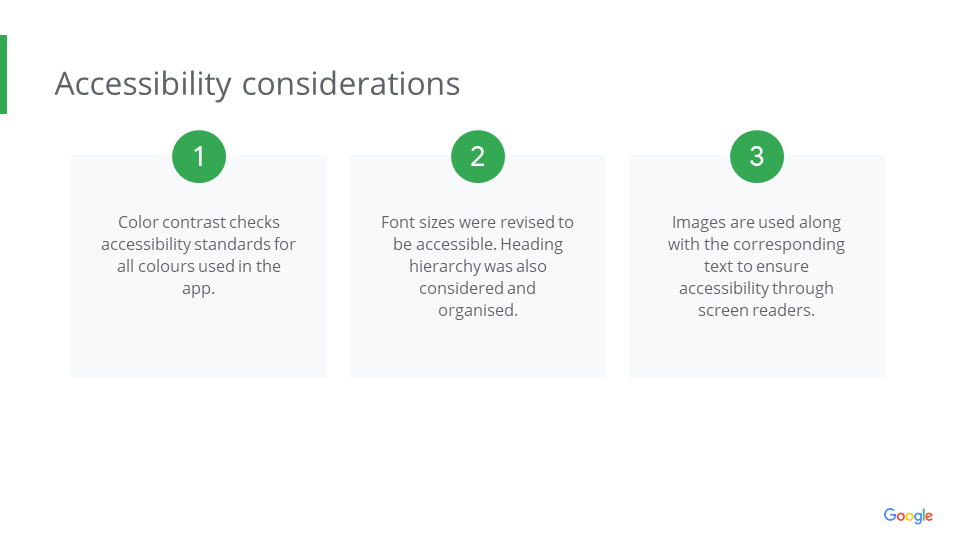 Accessibility considerations
1
Color contrast checks
accessibility standards for
all colours used in the
app.
2
Font sizes were revised to
be accessible. Heading
hierarchy was also
considered and
organised.
3
Images are used along
with the corresponding
text to ensure
accessibility through
screen readers.
Google